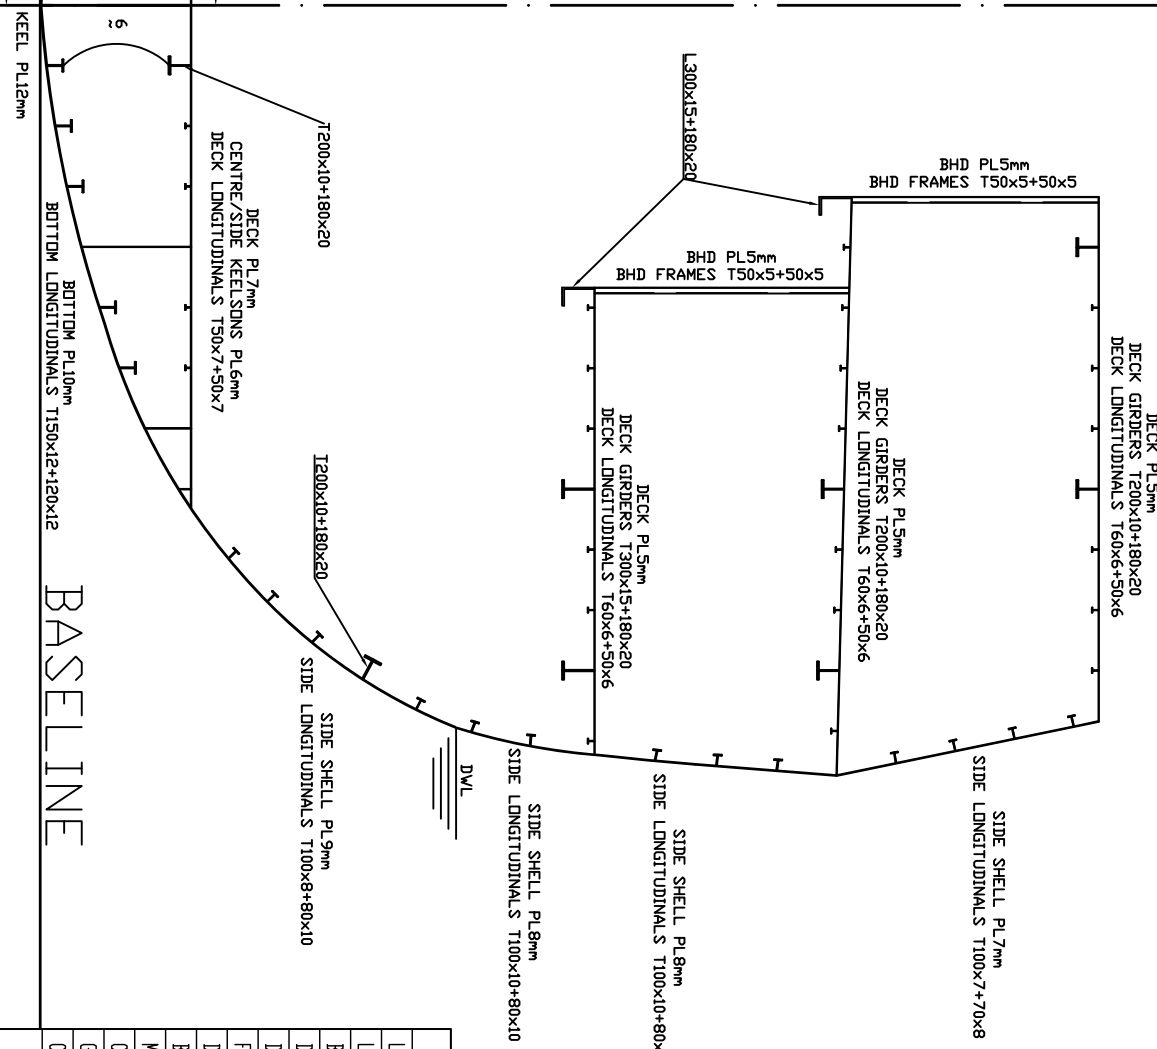 KEEL PL12mm
~6
T200x10+180x20
DECK PL7mm
CENTRE/SIDE KEELSONS PL6mm
DECK LONGITUDINALS T50x7+50x7
BOTTOM PL10mm
BOTTOM LONGITUDINALS T150x12+120x12
BASELINE
T200x10+180x20
SIDE SHELL PL9mm
SIDE LONGITUDINALS T100x8+80x10
DWL
SIDE SHELL PL8mm
SIDE LONGITUDINALS T100x10+80x10
SIDE SHELL PL8mm
SIDE LONGITUDINALS T100x10+80x
SIDE SHELL PL7mm
SIDE LONGITUDINALS T100x7+70x8
L300x15+180x20
BHD PL5mm
BHD FRAMES T50x5+50x5
BHD PL5mm
BHD FRAMES T50x5+50x5
DECK PL5mm
DECK GIRDERS T300x15+180x20
DECK LONGITUDINALS T60x6+50x6
DECK PL5mm
DECK GIRDERS T200x10+180x20
DECK LONGITUDINALS T60x6+50x6
DECK PL5mm
DECK GIRDERS T200x10+180x20
DECK LONGITUDINALS T60x6+50x6